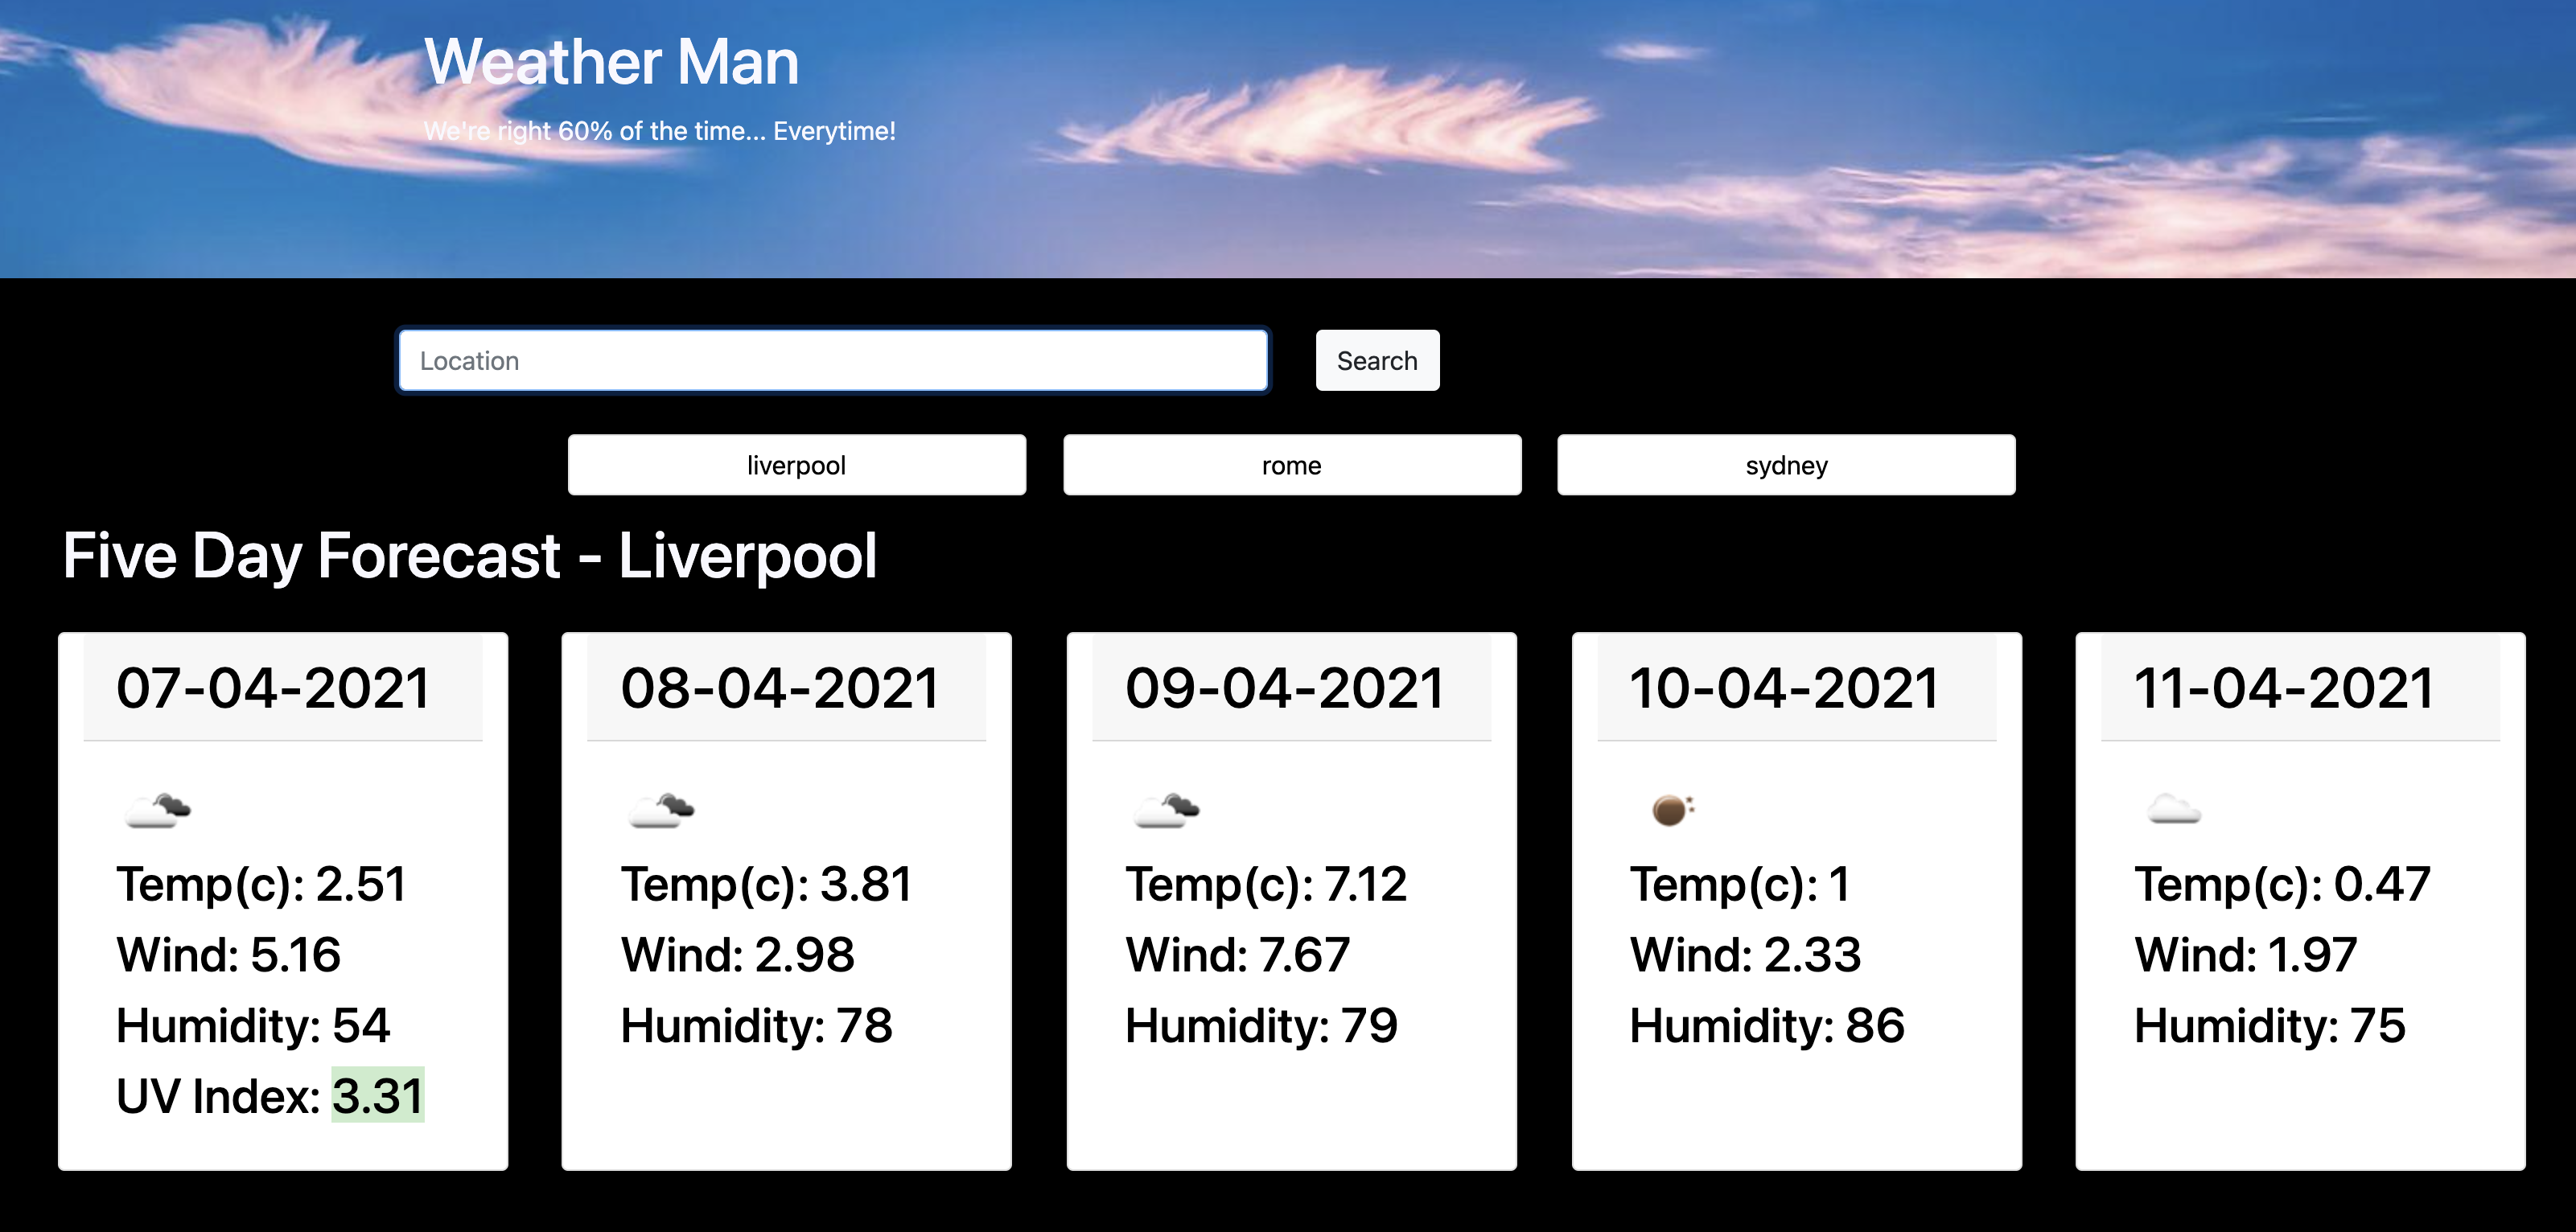 Weather Man
We're right 60% of the time... Everytime!
Location
Search
liverpool
rome
sydney
Five Day Forecast - Liverpool
07-04-2021
Temp(c): 2.51
Wind: 5.16
Humidity: 54
UV Index: 3.31
08-04-2021
Temp(c): 3.81
Wind: 2.98
Humidity: 78
09-04-2021
Temp(c): 7.12
Wind: 7.67
Humidity: 79
10-04-2021
Temp(c): 1
Wind: 2.33
Humidity: 86
11-04-2021
Temp(c): 0.47
Wind: 1.97
Humidity: 75